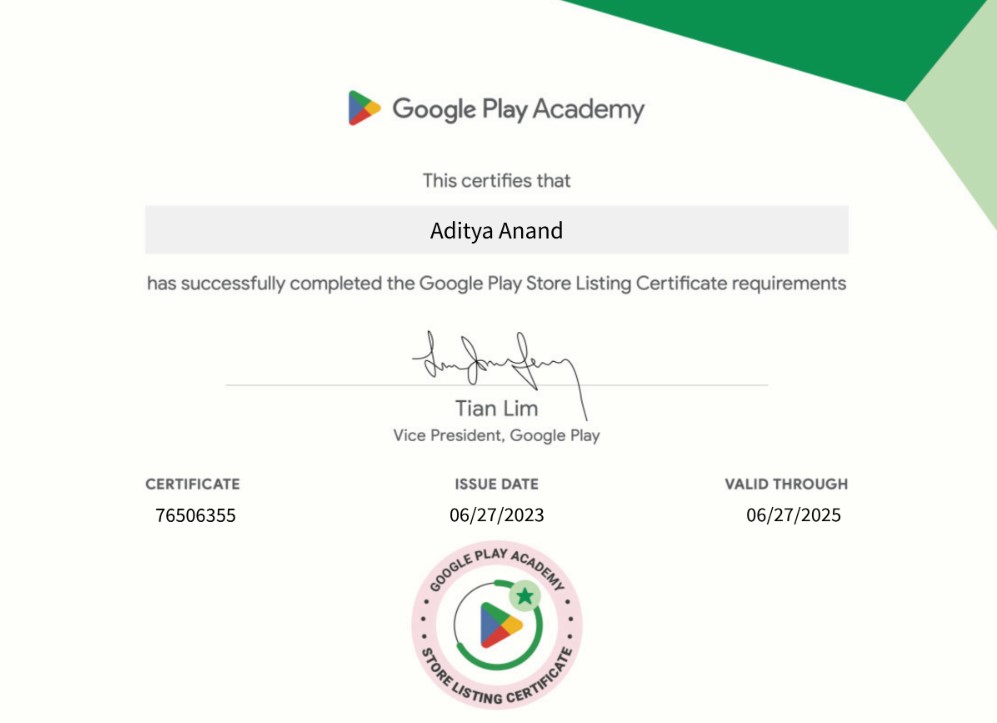 Google Play Academy
This certifies that
Aditya Anand
has successfully completed the Google Play Store Listing Certificate requirements
Tian Lim
Vice President, Google Play
CERTIFICATE ISSUE DATE VALID THROUGH
76506355 06/27/2023 06/27/2025
GOOGLE PLAY ACADEMY
STORE LISTING CERTIFICATE